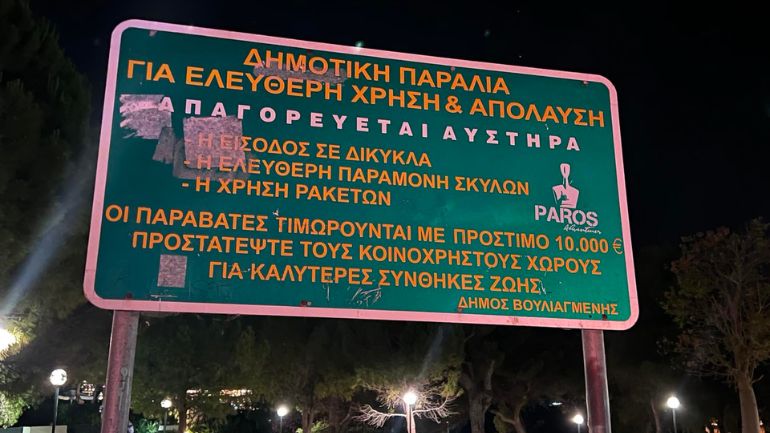 ΔΗΜΟΤΙΚΗ ΠΑΡΑΛΙΑ
ΓΙΑ ΕΛΕΥΘΕΡΗ ΧΡΗΣΗ & ΑΠΟΛΑΥΣΗ
ΑΠΑΓΟΡΕΥΕΤΑΙ ΑΥΣΤΗΡΑ
- Η ΕΙΣΟΔΟΣ ΣΕ ΔΙΚΥΚΛΑ
- Η ΕΛΕΥΘΕΡΗ ΠΑΡΑΜΟΝΗ ΣΚΥΛΩΝ
- Η ΧΡΗΣΗ ΡΑΚΕΤΩΝ
PAROS
Adventures
ΟΙ ΠΑΡΑΒΑΤΕΣ ΤΙΜΩΡΟΥΝΤΑΙ ΜΕ ΠΡΟΣΤΙΜΟ 10.000 €
ΠΡΟΣΤΑΤΕΨΤΕ ΤΟΥΣ ΚΟΙΝΟΧΡΗΣΤΟΥΣ ΧΩΡΟΥΣ
ΓΙΑ ΚΑΛΥΤΕΡΕΣ ΣΥΝΘΗΚΕΣ ΖΩΗΣ
ΔΗΜΟΣ ΒΟΥΛΙΑΓΜΕΝΗΣ